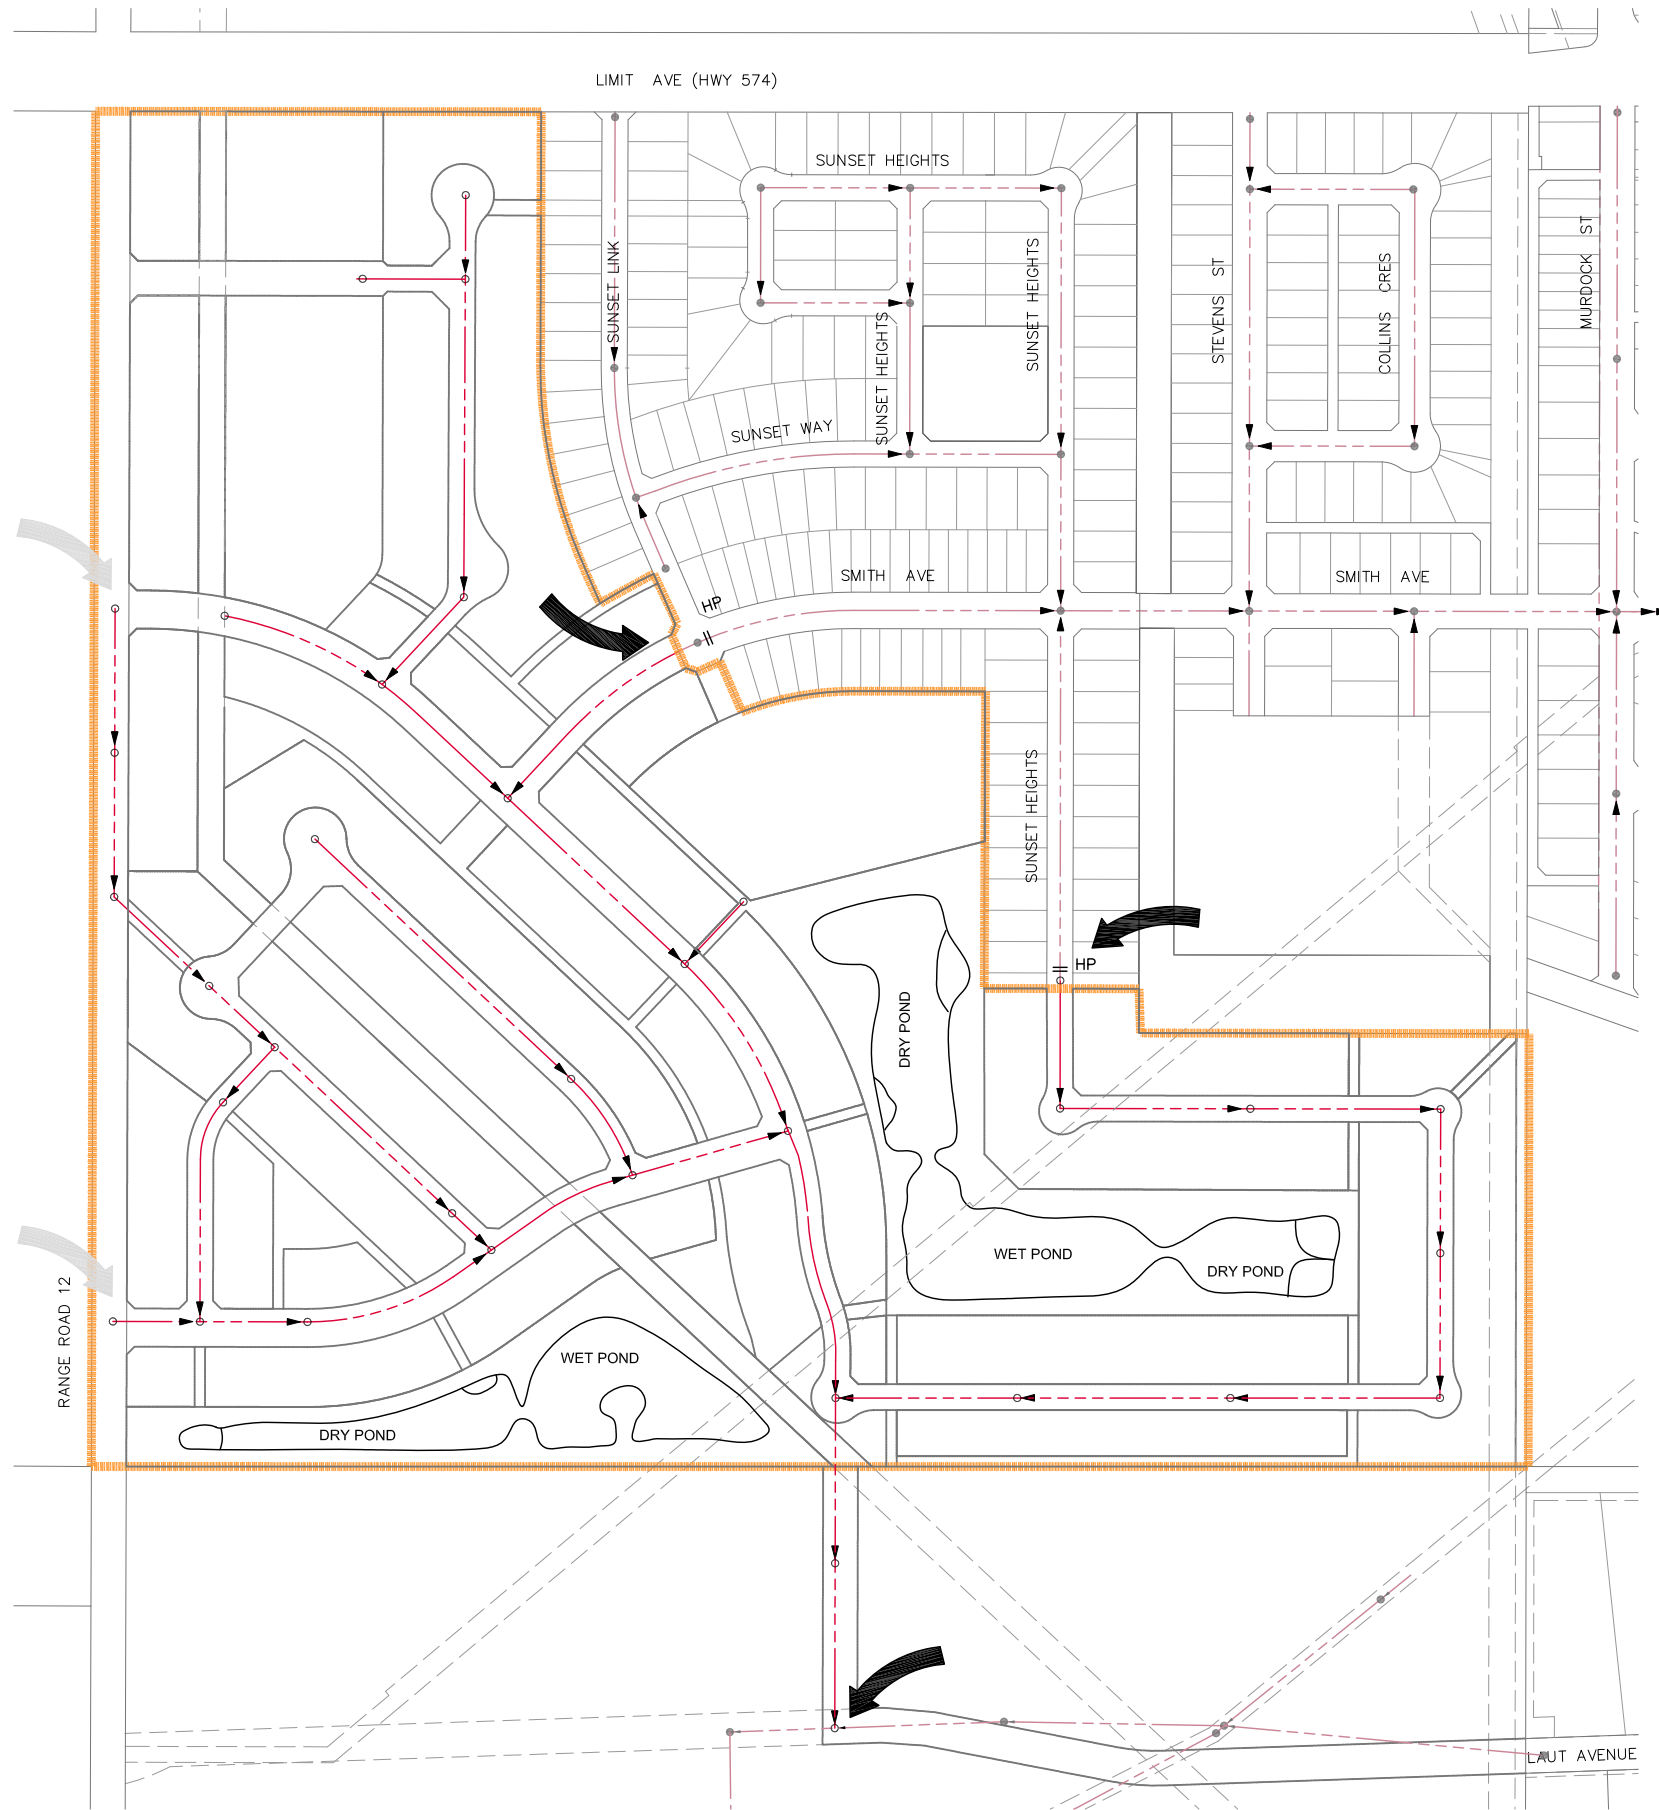 LIMIT AVE (HWY 574)
SUNSET HEIGHTS
SUNSET LINK
SUNSET HEIGHTS
SUNSET HEIGHTS
STEVENS ST
COLLINS CRES
MURDOCK ST
SUNSET WAY
SMITH AVE
SMITH AVE
HP
SUNSET HEIGHTS
HP
DRY POND
WET POND
DRY POND
RANGE ROAD 12
WET POND
DRY POND
LAUT AVENUE